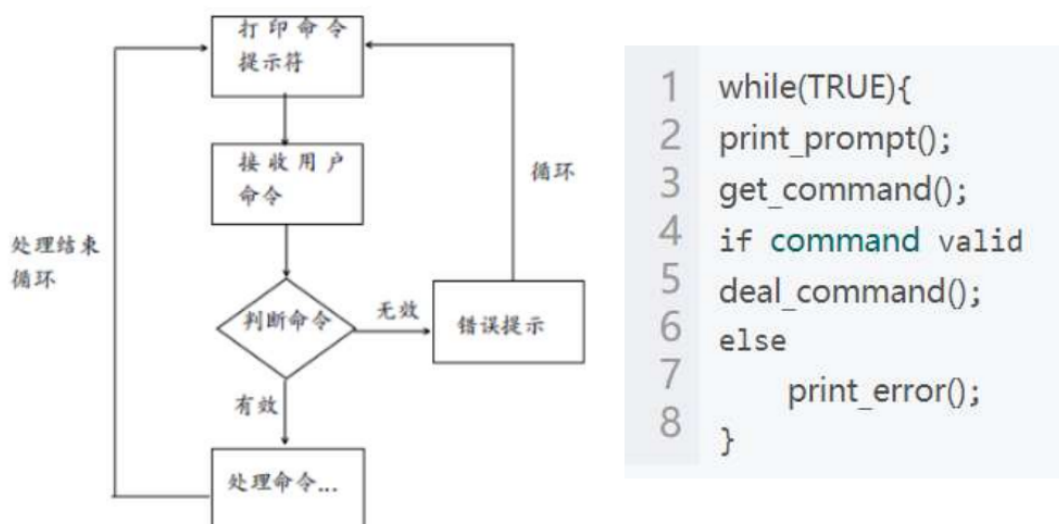 打印命令
提示符
接收用户
命令
循环
处理结束
循环
判断命令
无效
错误提示
有效
处理命令...
1 while(TRUE){
2 print_prompt();
3 get_command();
4 if command valid
5 deal_command();
6 else
7 print_error();
8 }